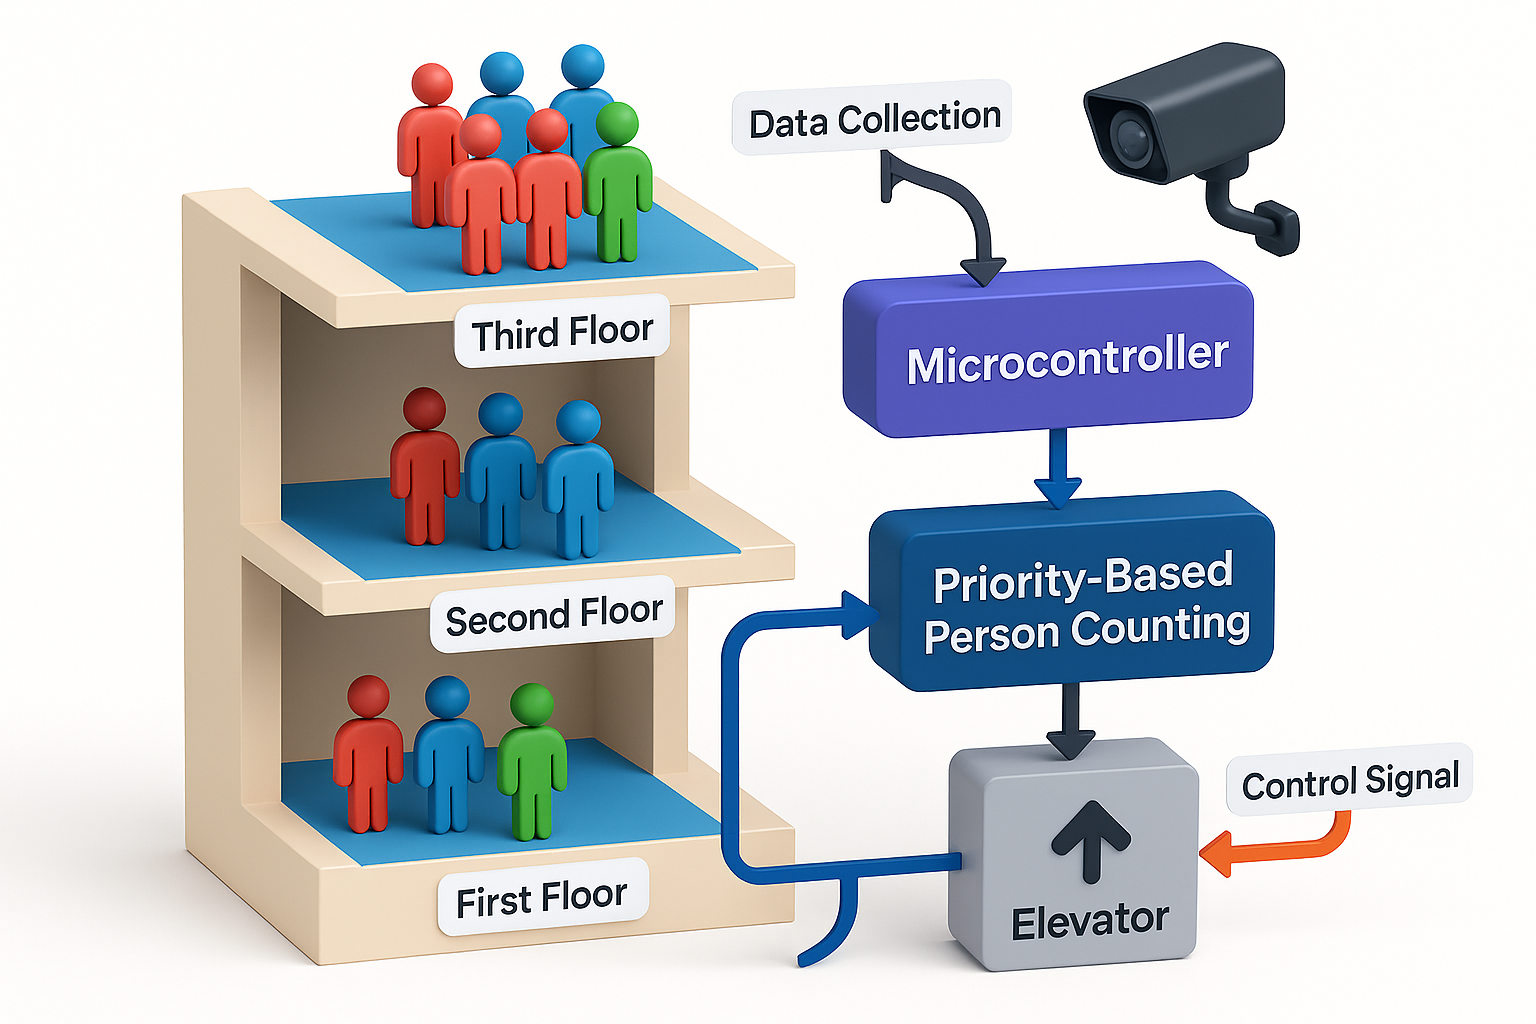 Data Collection
Third Floor
Microcontroller
Second Floor
Priority-Based
Person Counting
Control Signal
First Floor
Elevator